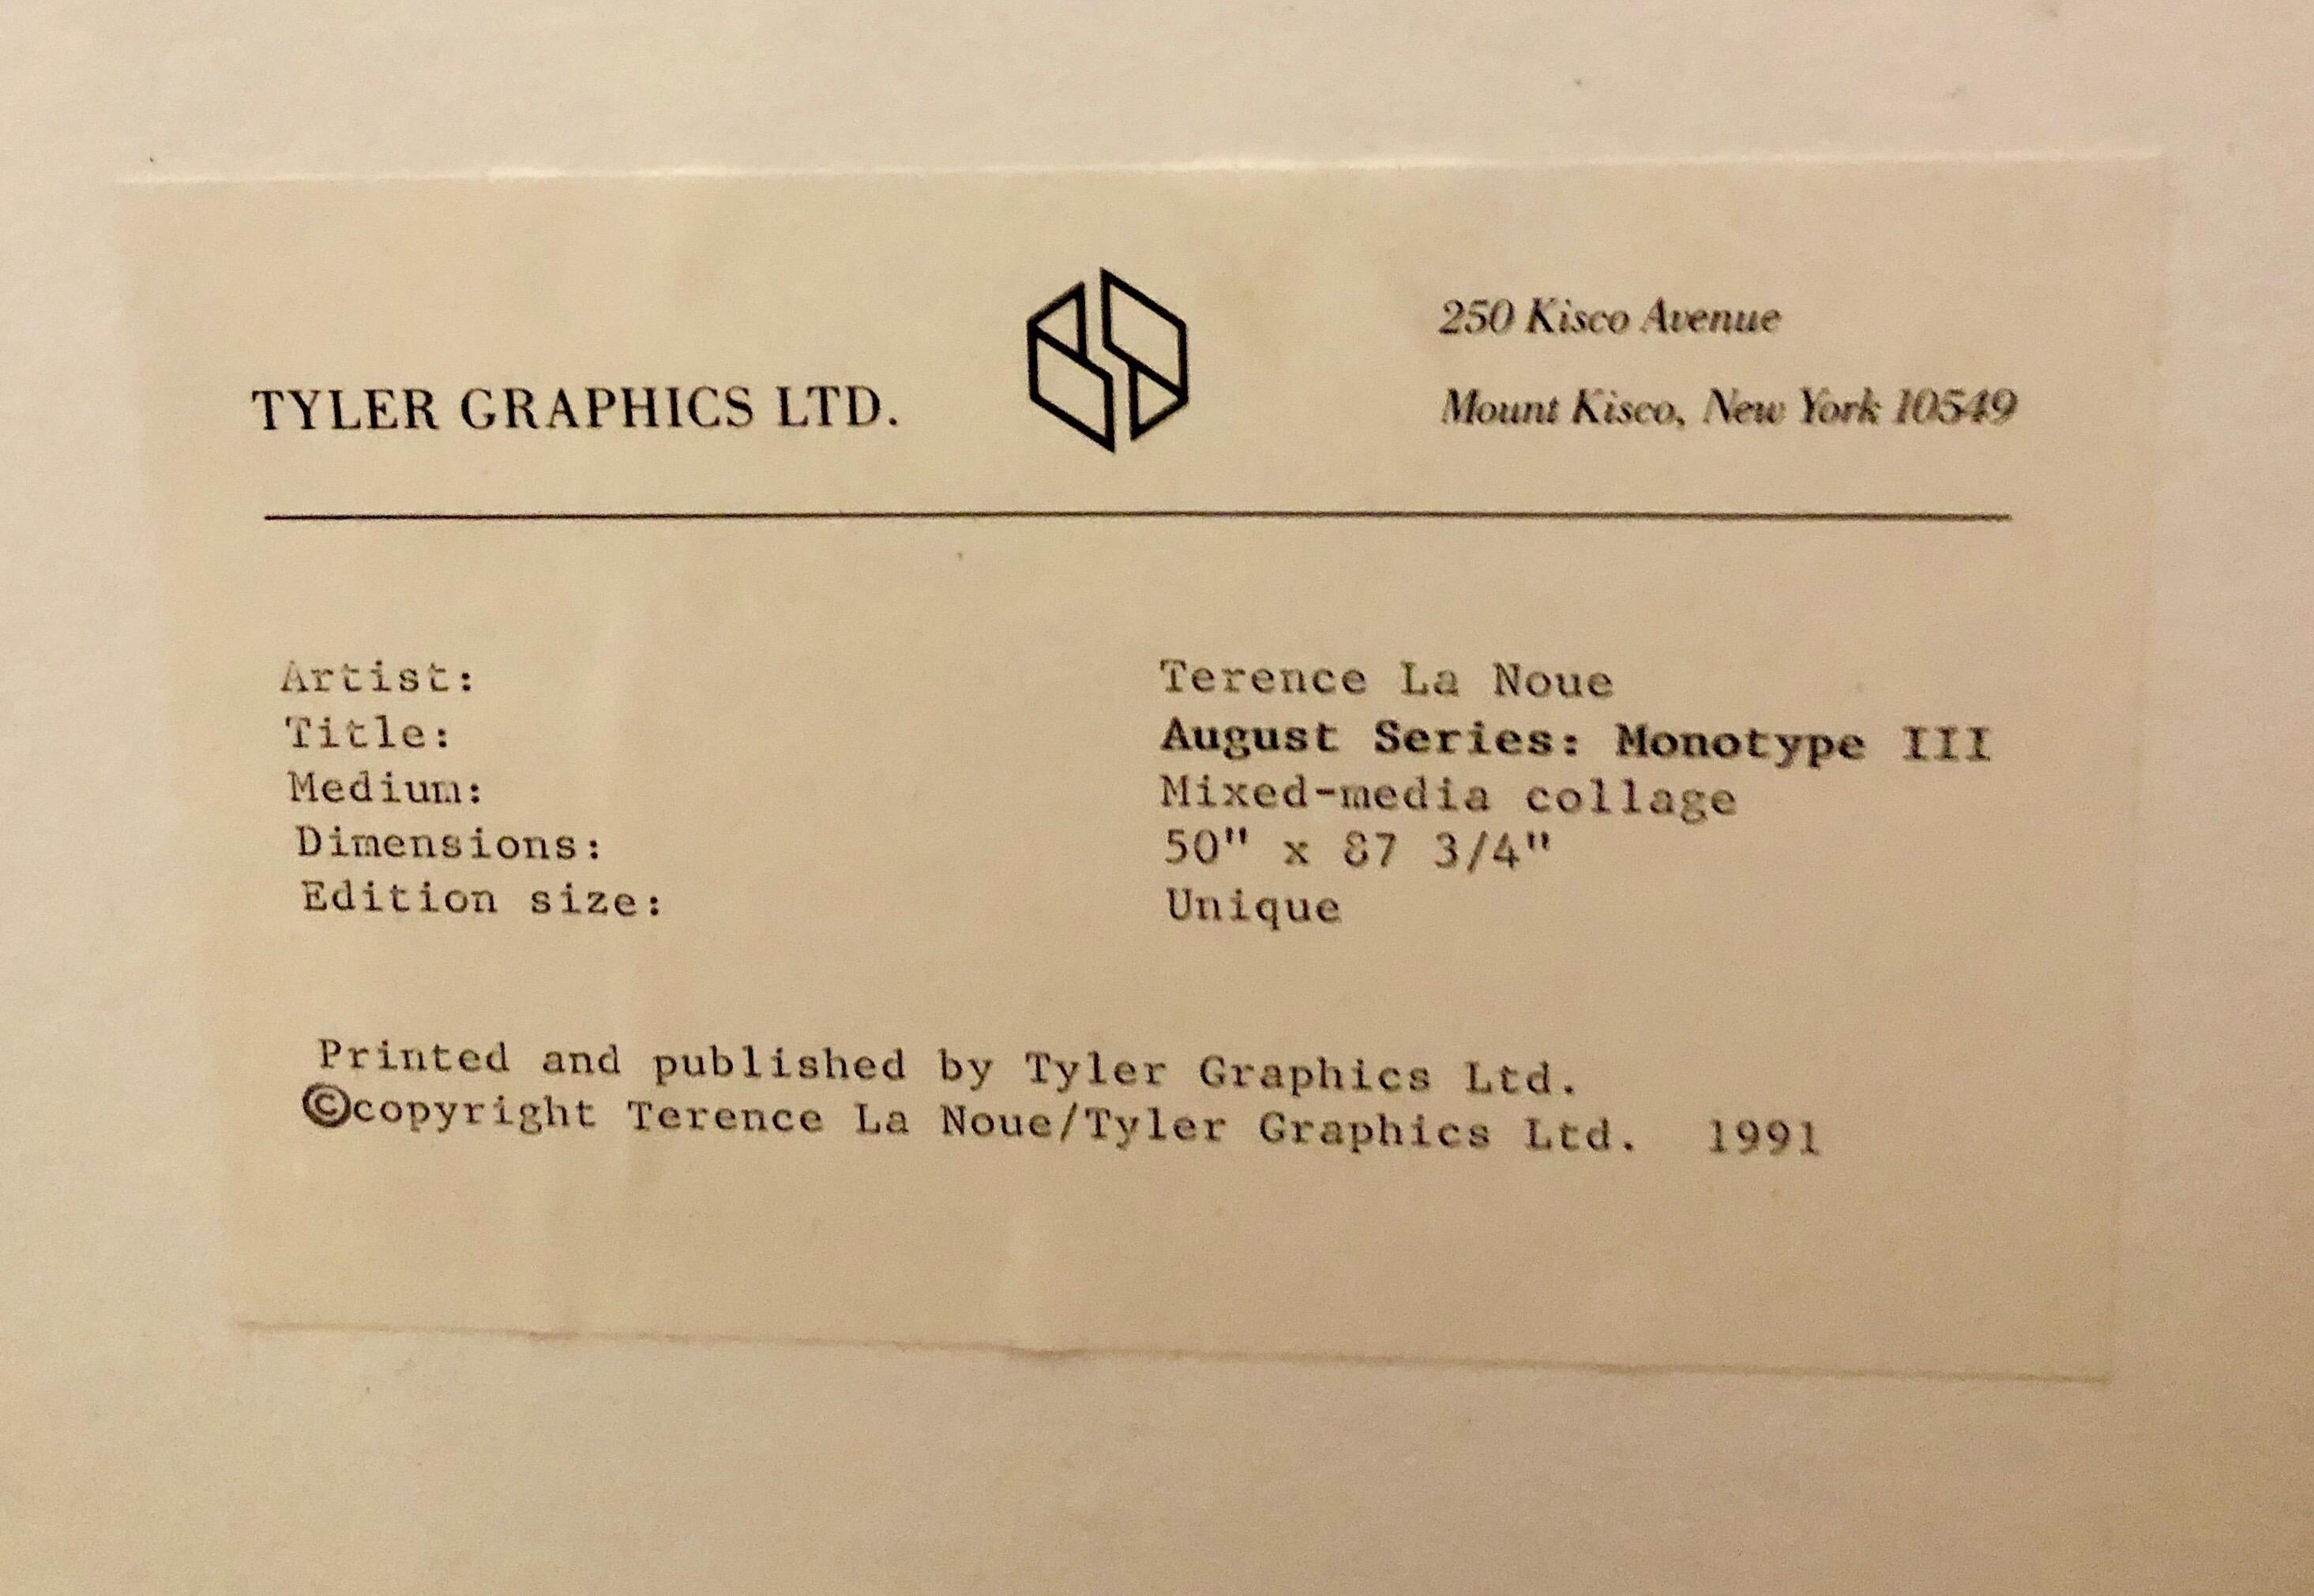 TYLER GRAPHICS LTD.
250 Kisco Avenue
Mount Kisco, New York 10549
Artist: Terence La Noue
Title: August Series: Monotype III
Medium: Mixed-media collage
Dimensions: 50" x 87 3/4"
Edition size: Unique
Printed and published by Tyler Graphics Ltd.
©copyright Terence La Noue/Tyler Graphics Ltd. 1991